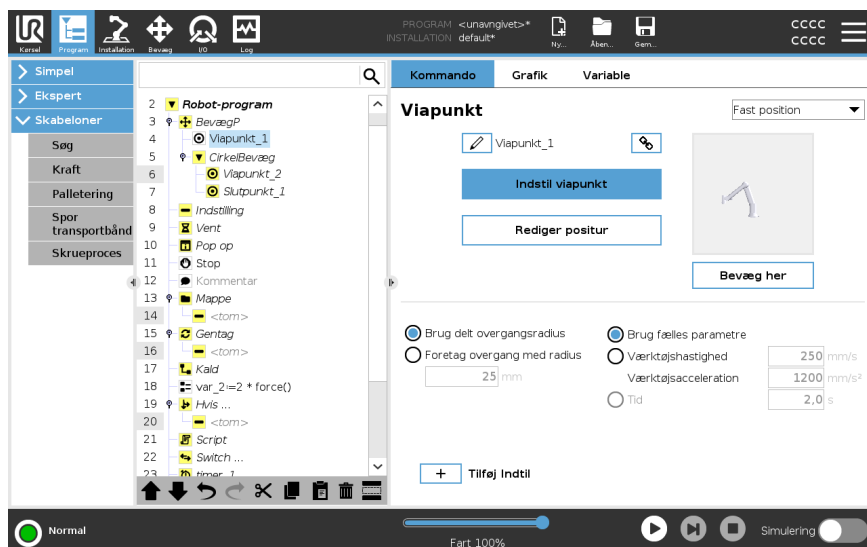 UR
Kørsel
Program
Installation
Bevæg
I/O
Log
PROGRAM <unavngivet>*
INSTALLATION default*
Ny...
Åben...
Gem...
CCCC
CCCC
Simpel
Ekspert
Skabeloner
Søg
Kraft
Palletering
Spor
transportbånd
Skrueproces
2 Robot-program
3 BevægP
4 Viapunkt_1
5 CirkelBevæg
6 Viapunkt_2
7 Slutpunkt_1
8 Indstilling
9 Vent
10 Pop op
11 Stop
12 Kommentar
13 Mappe
14 <tom>
15 Gentag
16 <tom>
17 Kald
18 var_2≔2 * force()
19 Hvis ...
20 <tom>
21 Script
22 Switch ...
23 timer_1
Kommando
Grafik
Variable
Viapunkt
Fast position
Viapunkt_1
Indstil viapunkt
Rediger positur
Bevæg her
Brug delt overgangsradius
Foretag overgang med radius
25 mm
Brug fælles parametre
Værktøjshastighed 250 mm/s
Værktøjsacceleration 1200 mm/s²
Tid 2,0 s
+ Tilføj Indtil
Normal
Fart 100%
Simulering